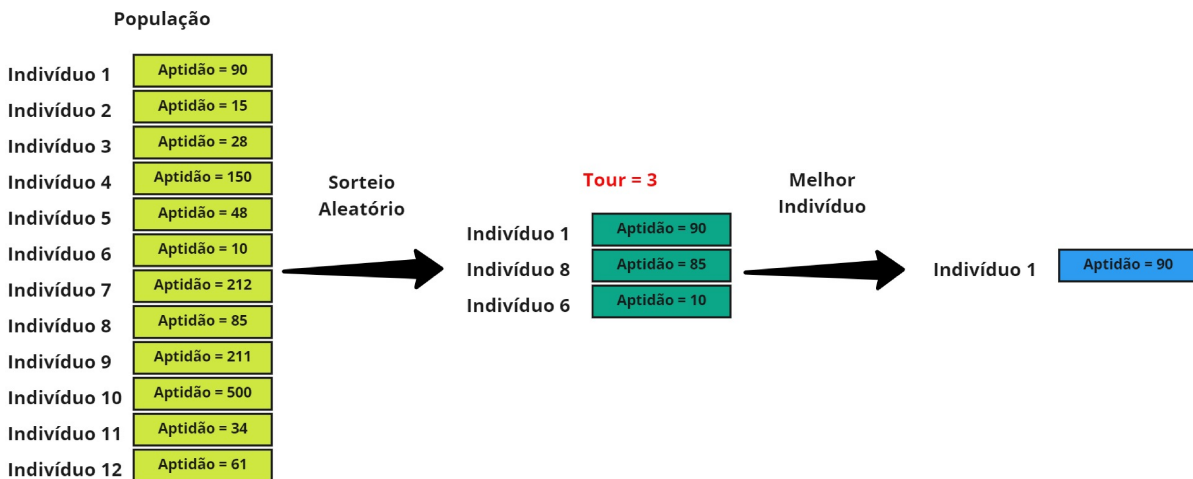 População
Indivíduo 1 Aptidão = 90
Indivíduo 2 Aptidão = 15
Indivíduo 3 Aptidão = 28
Indivíduo 4 Aptidão = 150
Indivíduo 5 Aptidão = 48
Indivíduo 6 Aptidão = 10
Indivíduo 7 Aptidão = 212
Indivíduo 8 Aptidão = 85
Indivíduo 9 Aptidão = 211
Indivíduo 10 Aptidão = 500
Indivíduo 11 Aptidão = 34
Indivíduo 12 Aptidão = 61
Sorteio
Aleatório
Tour = 3
Indivíduo 1 Aptidão = 90
Indivíduo 8 Aptidão = 85
Indivíduo 6 Aptidão = 10
Melhor
Indivíduo
Indivíduo 1 Aptidão = 90